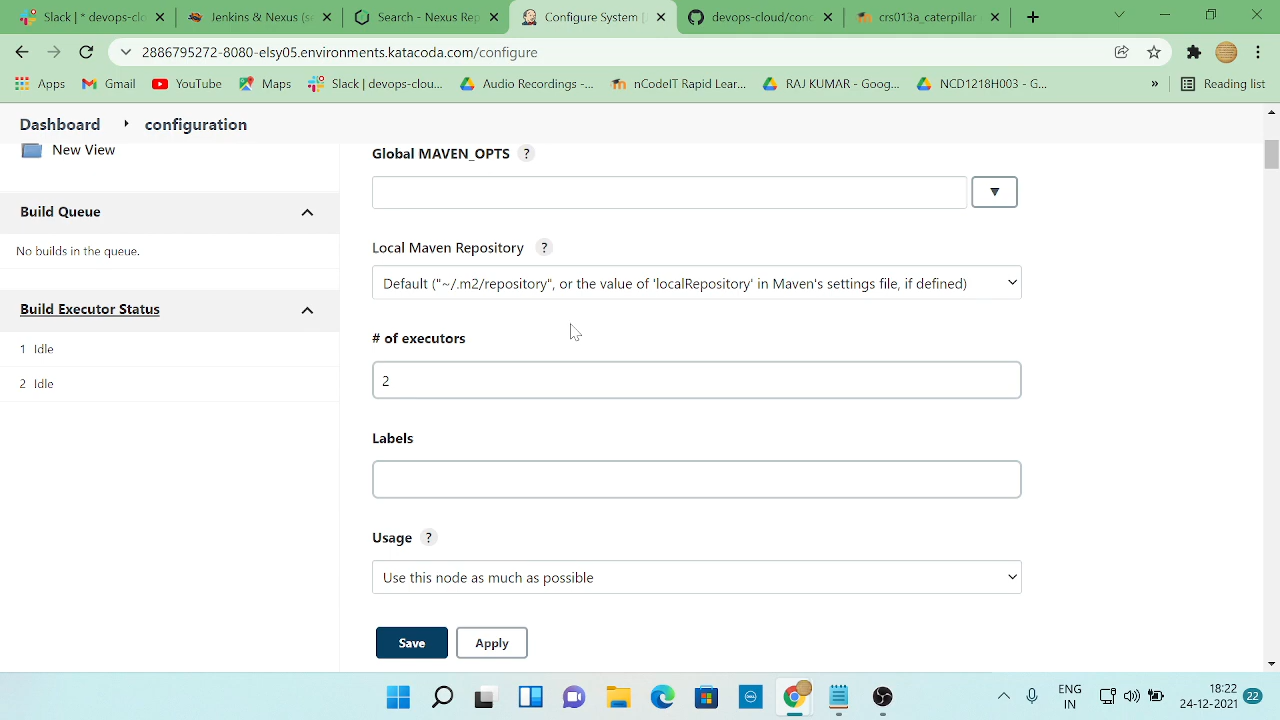 Slack | * devops-clo
Jenkins & Nexus (s
Search - Nexus Rep
Configure System [
devops-cloud/conc
crs013a_caterpillar
2886795272-8080-elsy05.environments.katacoda.com/configure
Apps
Gmail
YouTube
Maps
Slack | devops-clou...
Audio Recordings -...
nCodeIT Rapid Lear...
RAJ KUMAR - Goog...
NCD1218H003 - G...
»
Reading list
Dashboard
configuration
New View
Build Queue
No builds in the queue.
Build Executor Status
1 Idle
2 Idle
Global MAVEN_OPTS ?
Local Maven Repository ?
Default ("~/.m2/repository", or the value of 'localRepository' in Maven's settings file, if defined)
# of executors
2
Labels
Usage ?
Use this node as much as possible
Save
Apply
ENG
IN
18:22
24-12-2021
22